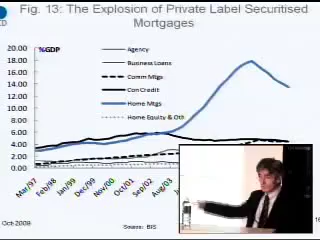 Fig. 13: The Explosion of Private Label Securitised
Mortgages
CD
20.00
18.00
16.00
14.00
12.00
10.00
8.00
6.00
4.00
2.00
0.00
%GDP
Agency
Business Loans
Comm Mtgs
Con Credit
Home Mtgs
Home Equity & Oth
Mar/97
Feb/98
Jan/99
Dec/99
Nov/00
Oct/01
Sep/02
Aug/03
Oct-2009
Source: BIS
16